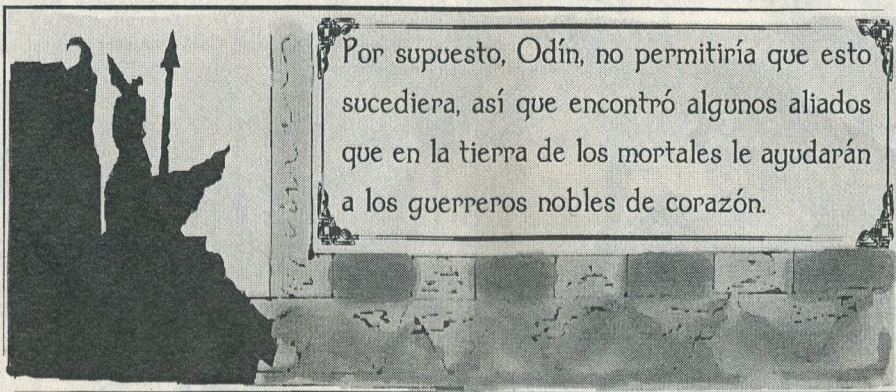 Por supuesto, Odín, no permitiría que esto
sucediera, así que encontró algunos aliados
que en la tierra de los mortales le ayudarán
a los guerreros nobles de corazón.